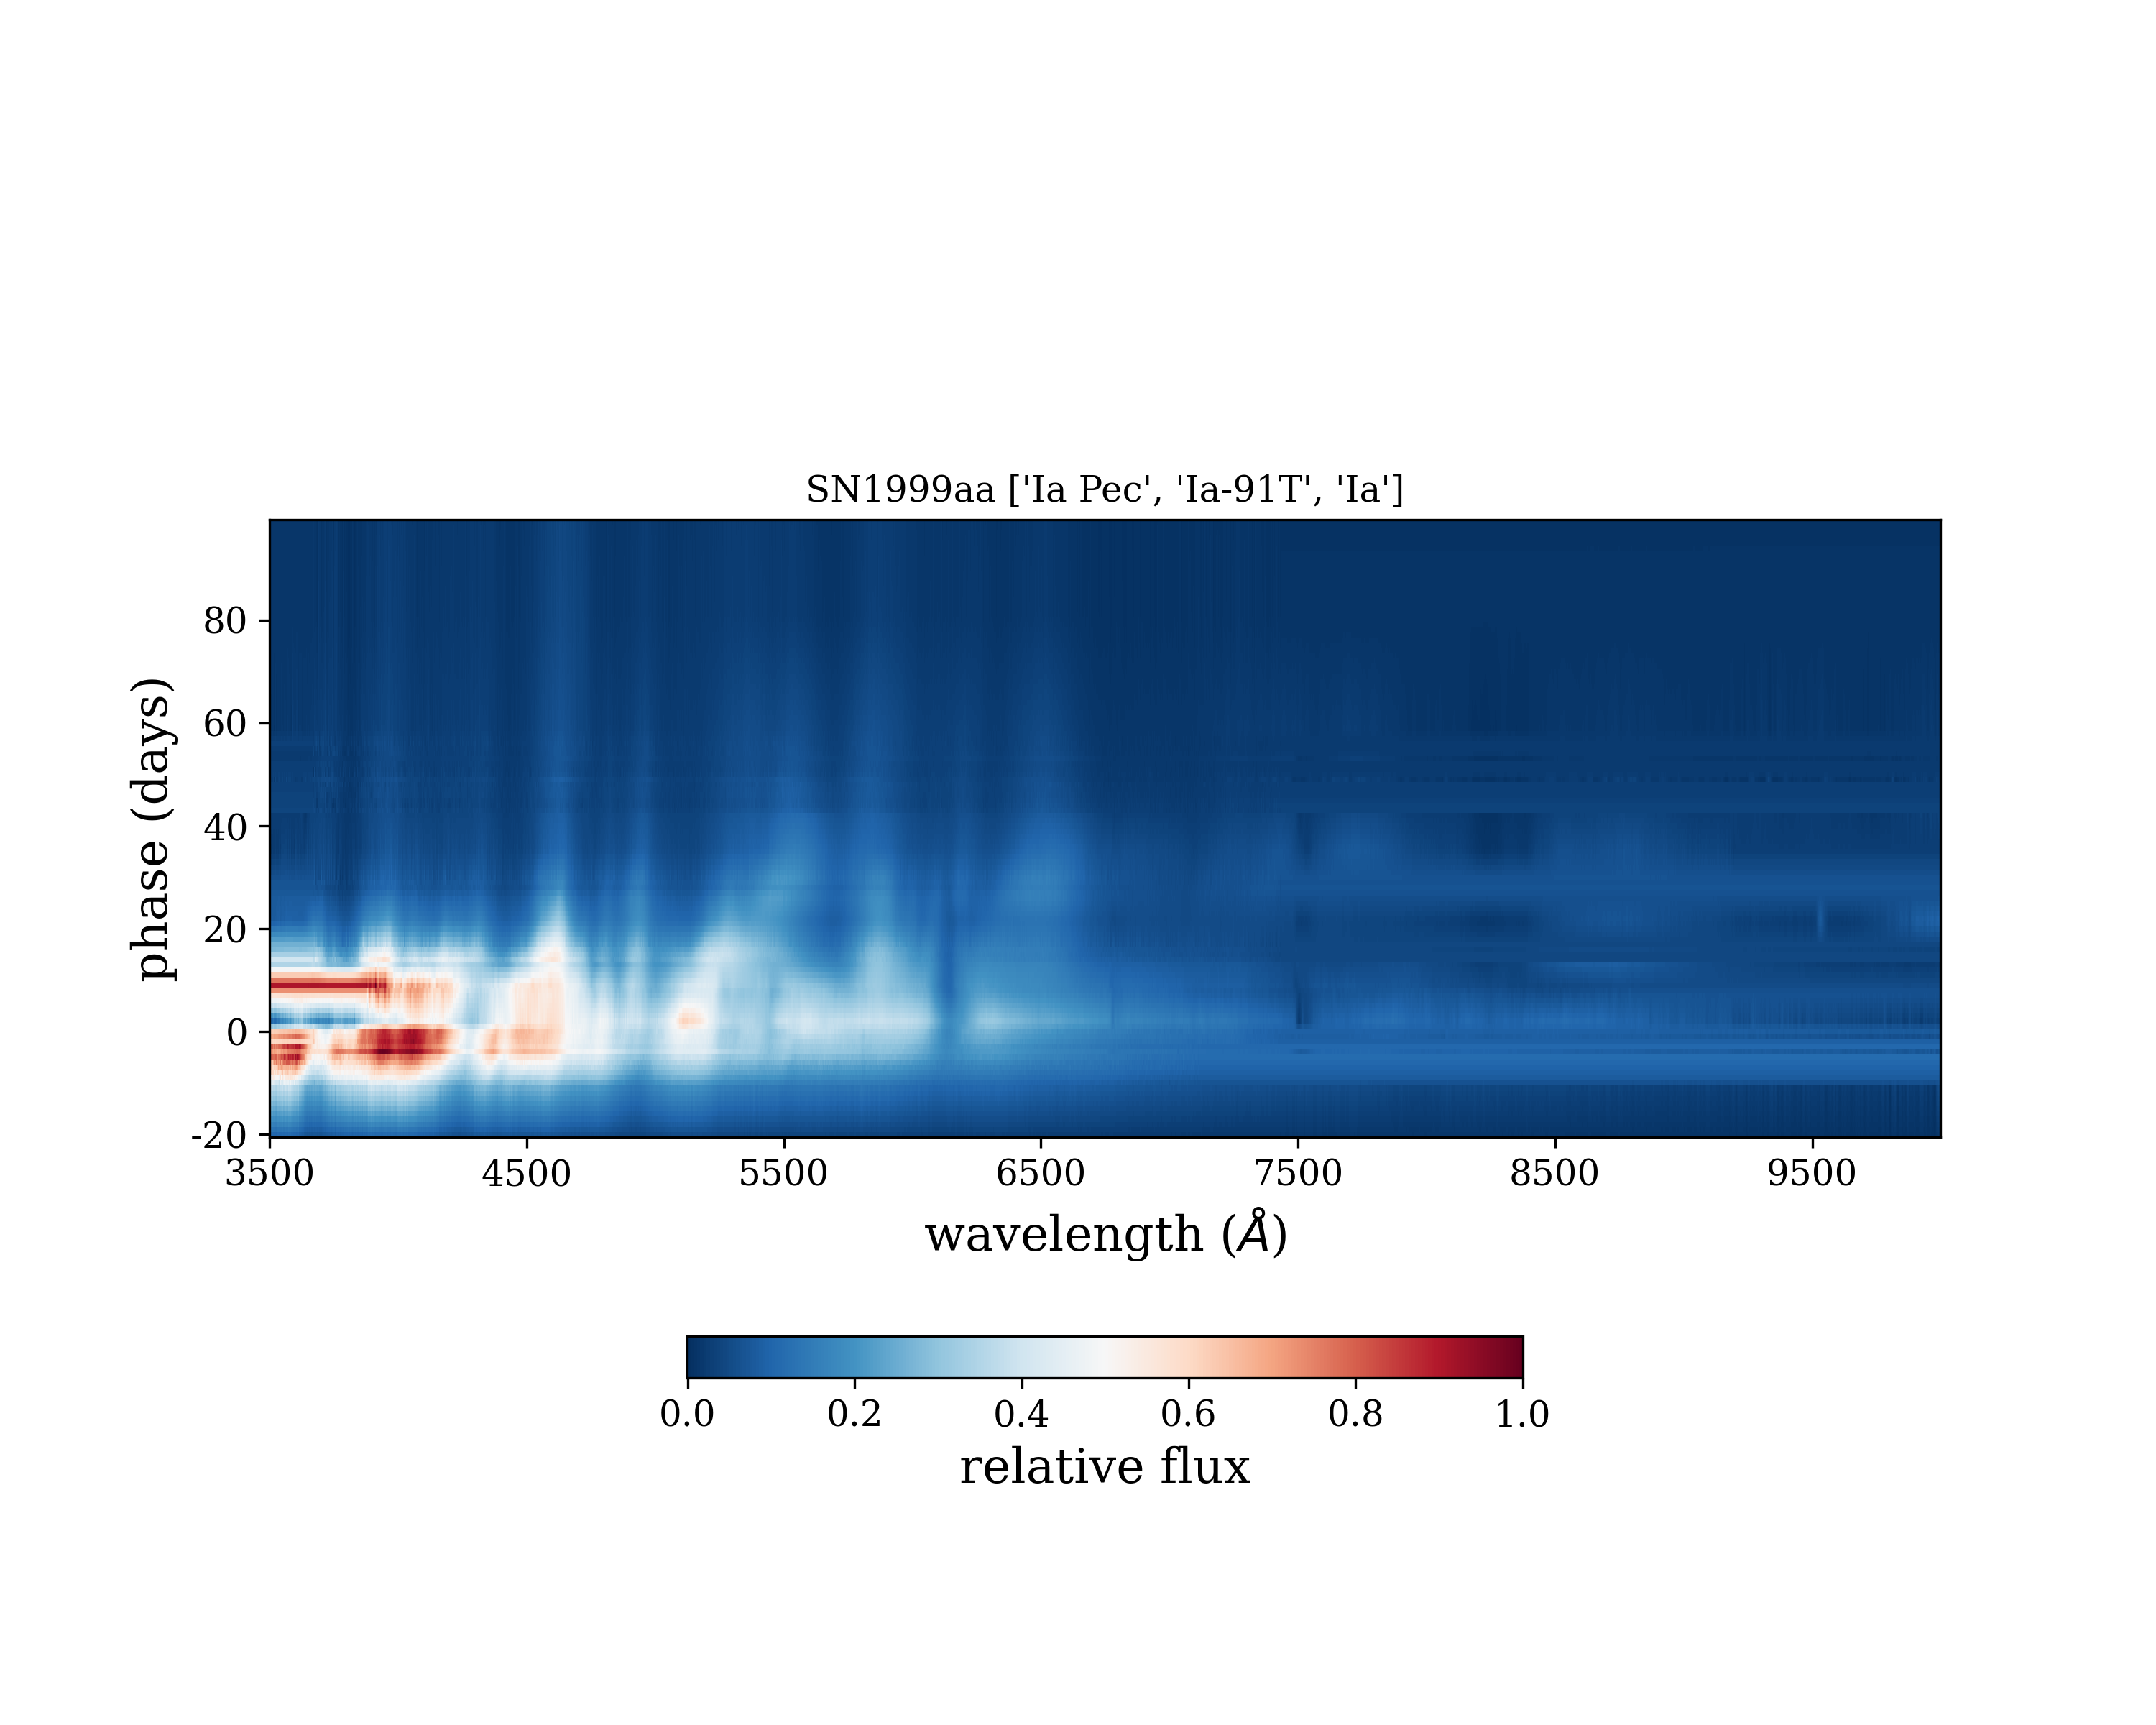 SN1999aa ['Ia Pec', 'Ia-91T', 'Ia']
80
60
40
20
0
-20
phase (days)
3500 4500 5500 6500 7500 8500 9500
wavelength (Å)
0.0 0.2 0.4 0.6 0.8 1.0
relative flux